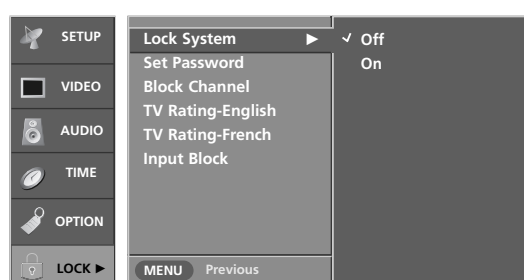 SETUP
VIDEO
AUDIO
TIME
OPTION
LOCK ►
Lock System ►
Set Password
Block Channel
TV Rating-English
TV Rating-French
Input Block
MENU Previous
✓ Off
On